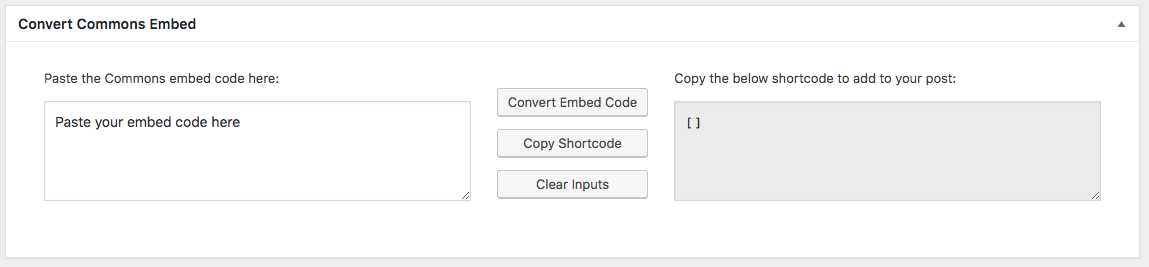 Convert Commons Embed
Paste the Commons embed code here:
Paste your embed code here
Convert Embed Code
Copy Shortcode
Clear Inputs
Copy the below shortcode to add to your post:
[ ]